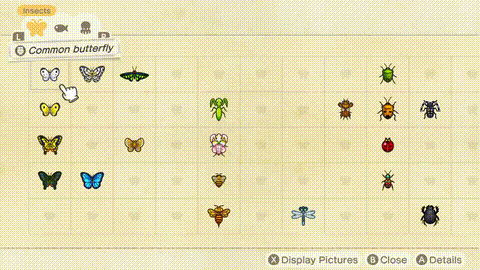 Insects
L
R
Common butterfly
X Display Pictures B Close A Details